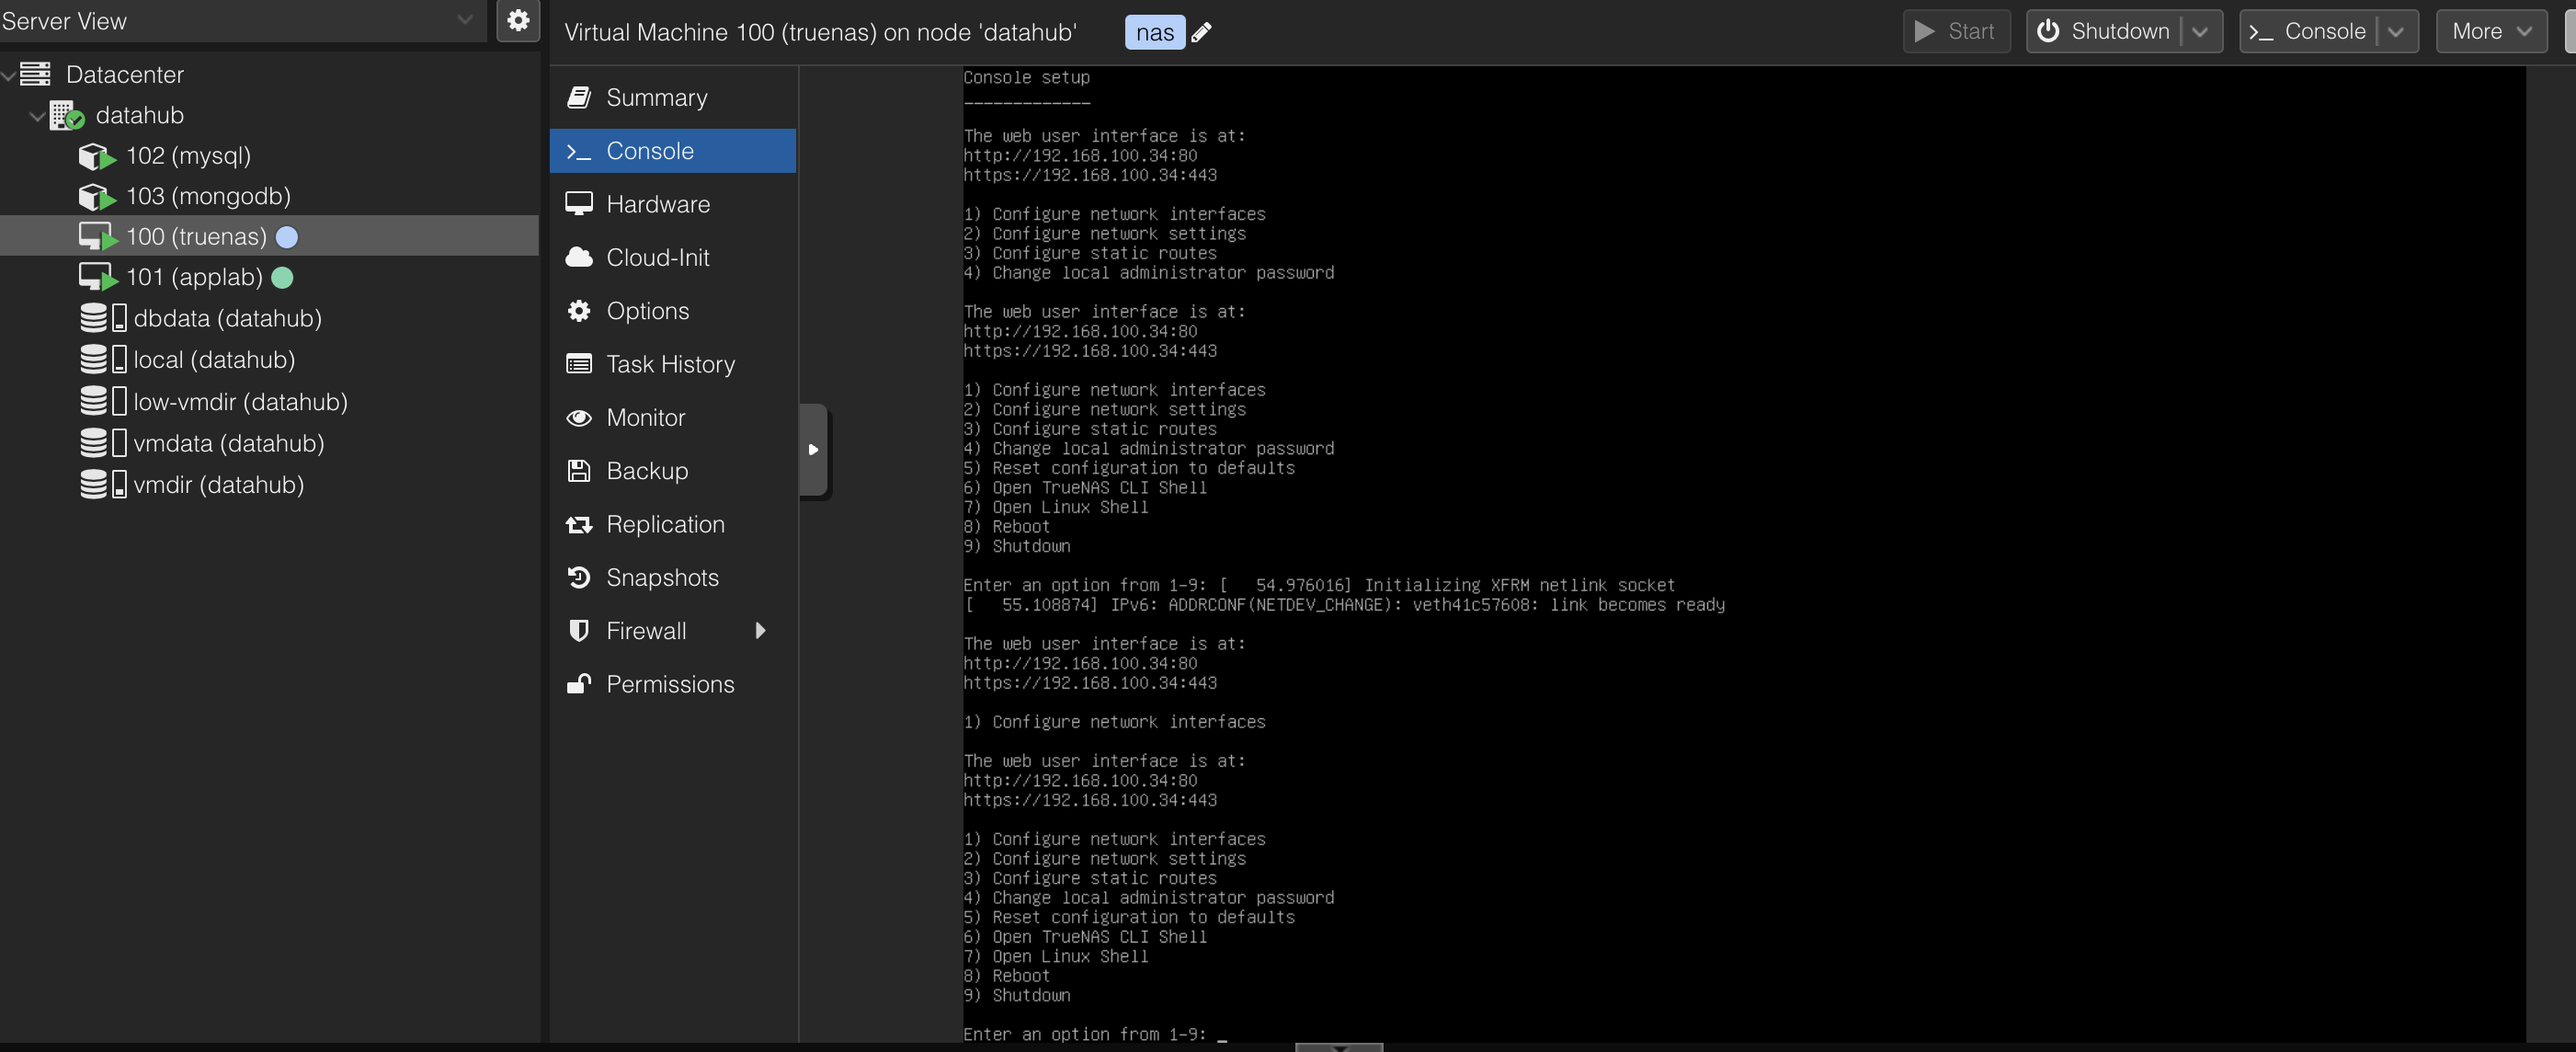 Server View
Datacenter
datahub
102 (mysql)
103 (mongodb)
100 (truenas)
101 (applab)
dbdata (datahub)
local (datahub)
low-vmdir (datahub)
vmdata (datahub)
vmdir (datahub)
Virtual Machine 100 (truenas) on node 'datahub'
nas
Start
Shutdown
Console
More
Summary
Console
Hardware
Cloud-Init
Options
Task History
Monitor
Backup
Replication
Snapshots
Firewall
Permissions
Console setup
-------------
The web user interface is at:
http://192.168.100.34:80
https://192.168.100.34:443
1) Configure network interfaces
2) Configure network settings
3) Configure static routes
4) Change local administrator password
The web user interface is at:
http://192.168.100.34:80
https://192.168.100.34:443
1) Configure network interfaces
2) Configure network settings
3) Configure static routes
4) Change local administrator password
5) Reset configuration to defaults
6) Open TrueNAS CLI Shell
7) Open Linux Shell
8) Reboot
9) Shutdown
Enter an option from 1-9: [   54.976016] Initializing XFRM netlink socket
[   55.108874] IPv6: ADDRCONF(NETDEV_CHANGE): veth41c57608: link becomes ready
The web user interface is at:
http://192.168.100.34:80
https://192.168.100.34:443
1) Configure network interfaces
The web user interface is at:
http://192.168.100.34:80
https://192.168.100.34:443
1) Configure network interfaces
2) Configure network settings
3) Configure static routes
4) Change local administrator password
5) Reset configuration to defaults
6) Open TrueNAS CLI Shell
7) Open Linux Shell
8) Reboot
9) Shutdown
Enter an option from 1-9: _